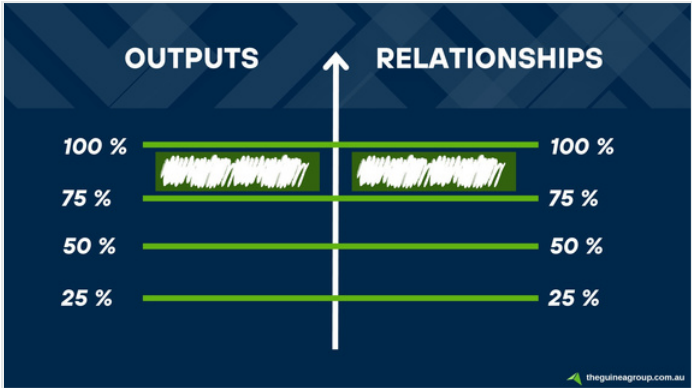 OUTPUTS RELATIONSHIPS
100 % 100 %
75 % 75 %
50 % 50 %
25 % 25 %
theguineagroup.com.au